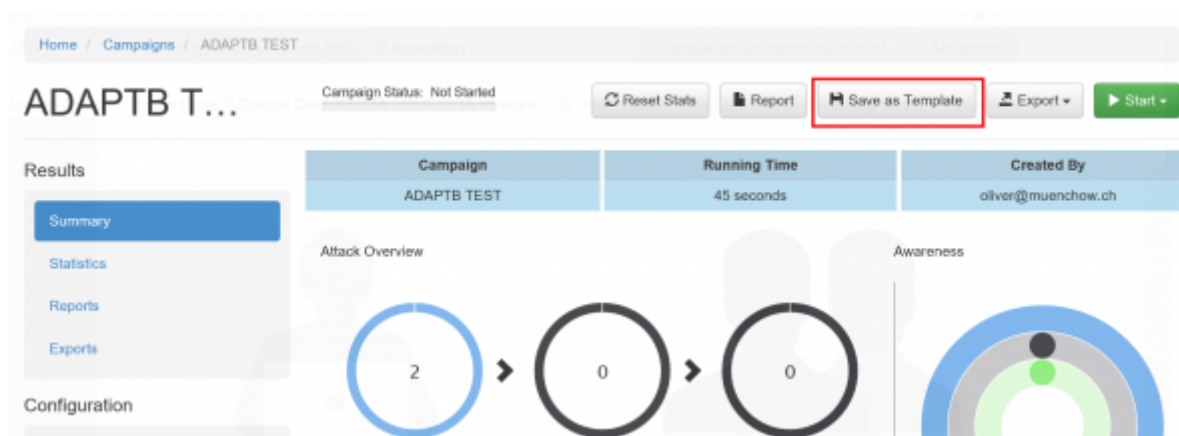 Home / Campaigns / ADAPTB TEST
ADAPTB T...
Campaign Status: Not Started
Reset Stats
Report
Save as Template
Export
Start
Results
Summary
Statistics
Reports
Exports
Configuration
Campaign
Running Time
Created By
ADAPTB TEST
45 seconds
oliver@muenchow.ch
Attack Overview
Awareness
2
0
0